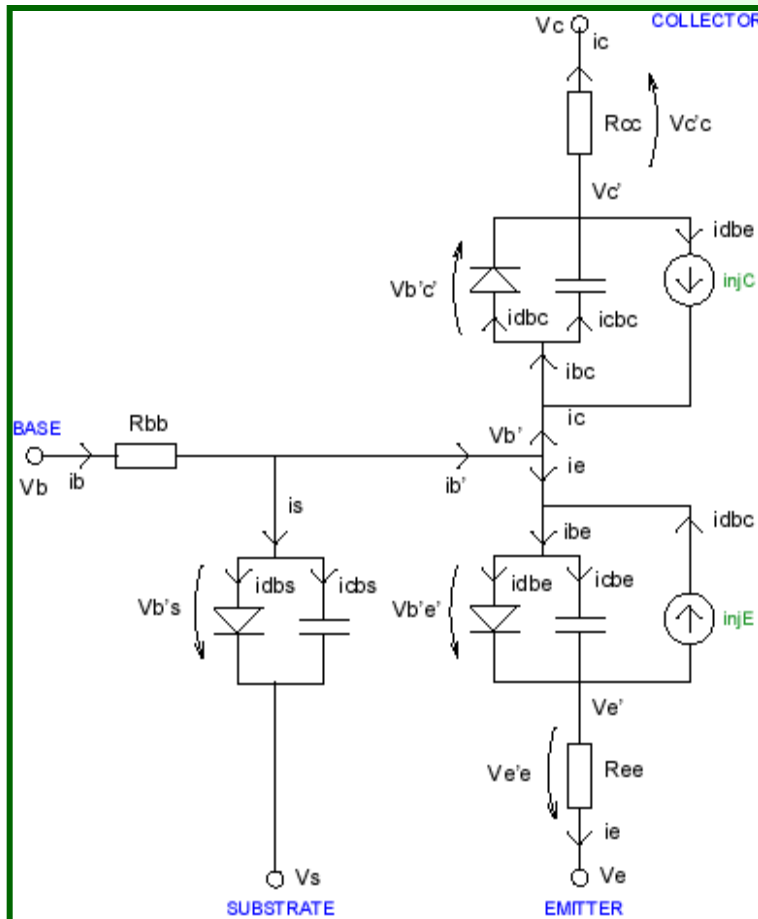 Vc
ic
COLLECTOR
Rcc
Vc'c
Vc'
idbe
injC
Vb'c'
idbc
icbc
ibc
ic
Rbb
BASE
Vb
ib
Vb'
ib'
ie
is
ibe
idbc
Vb's
idbs
icbs
Vb'e'
idbe
icbe
injE
Ve'
Ve'e
Ree
ie
Vs
Ve
SUBSTRATE
EMITTER